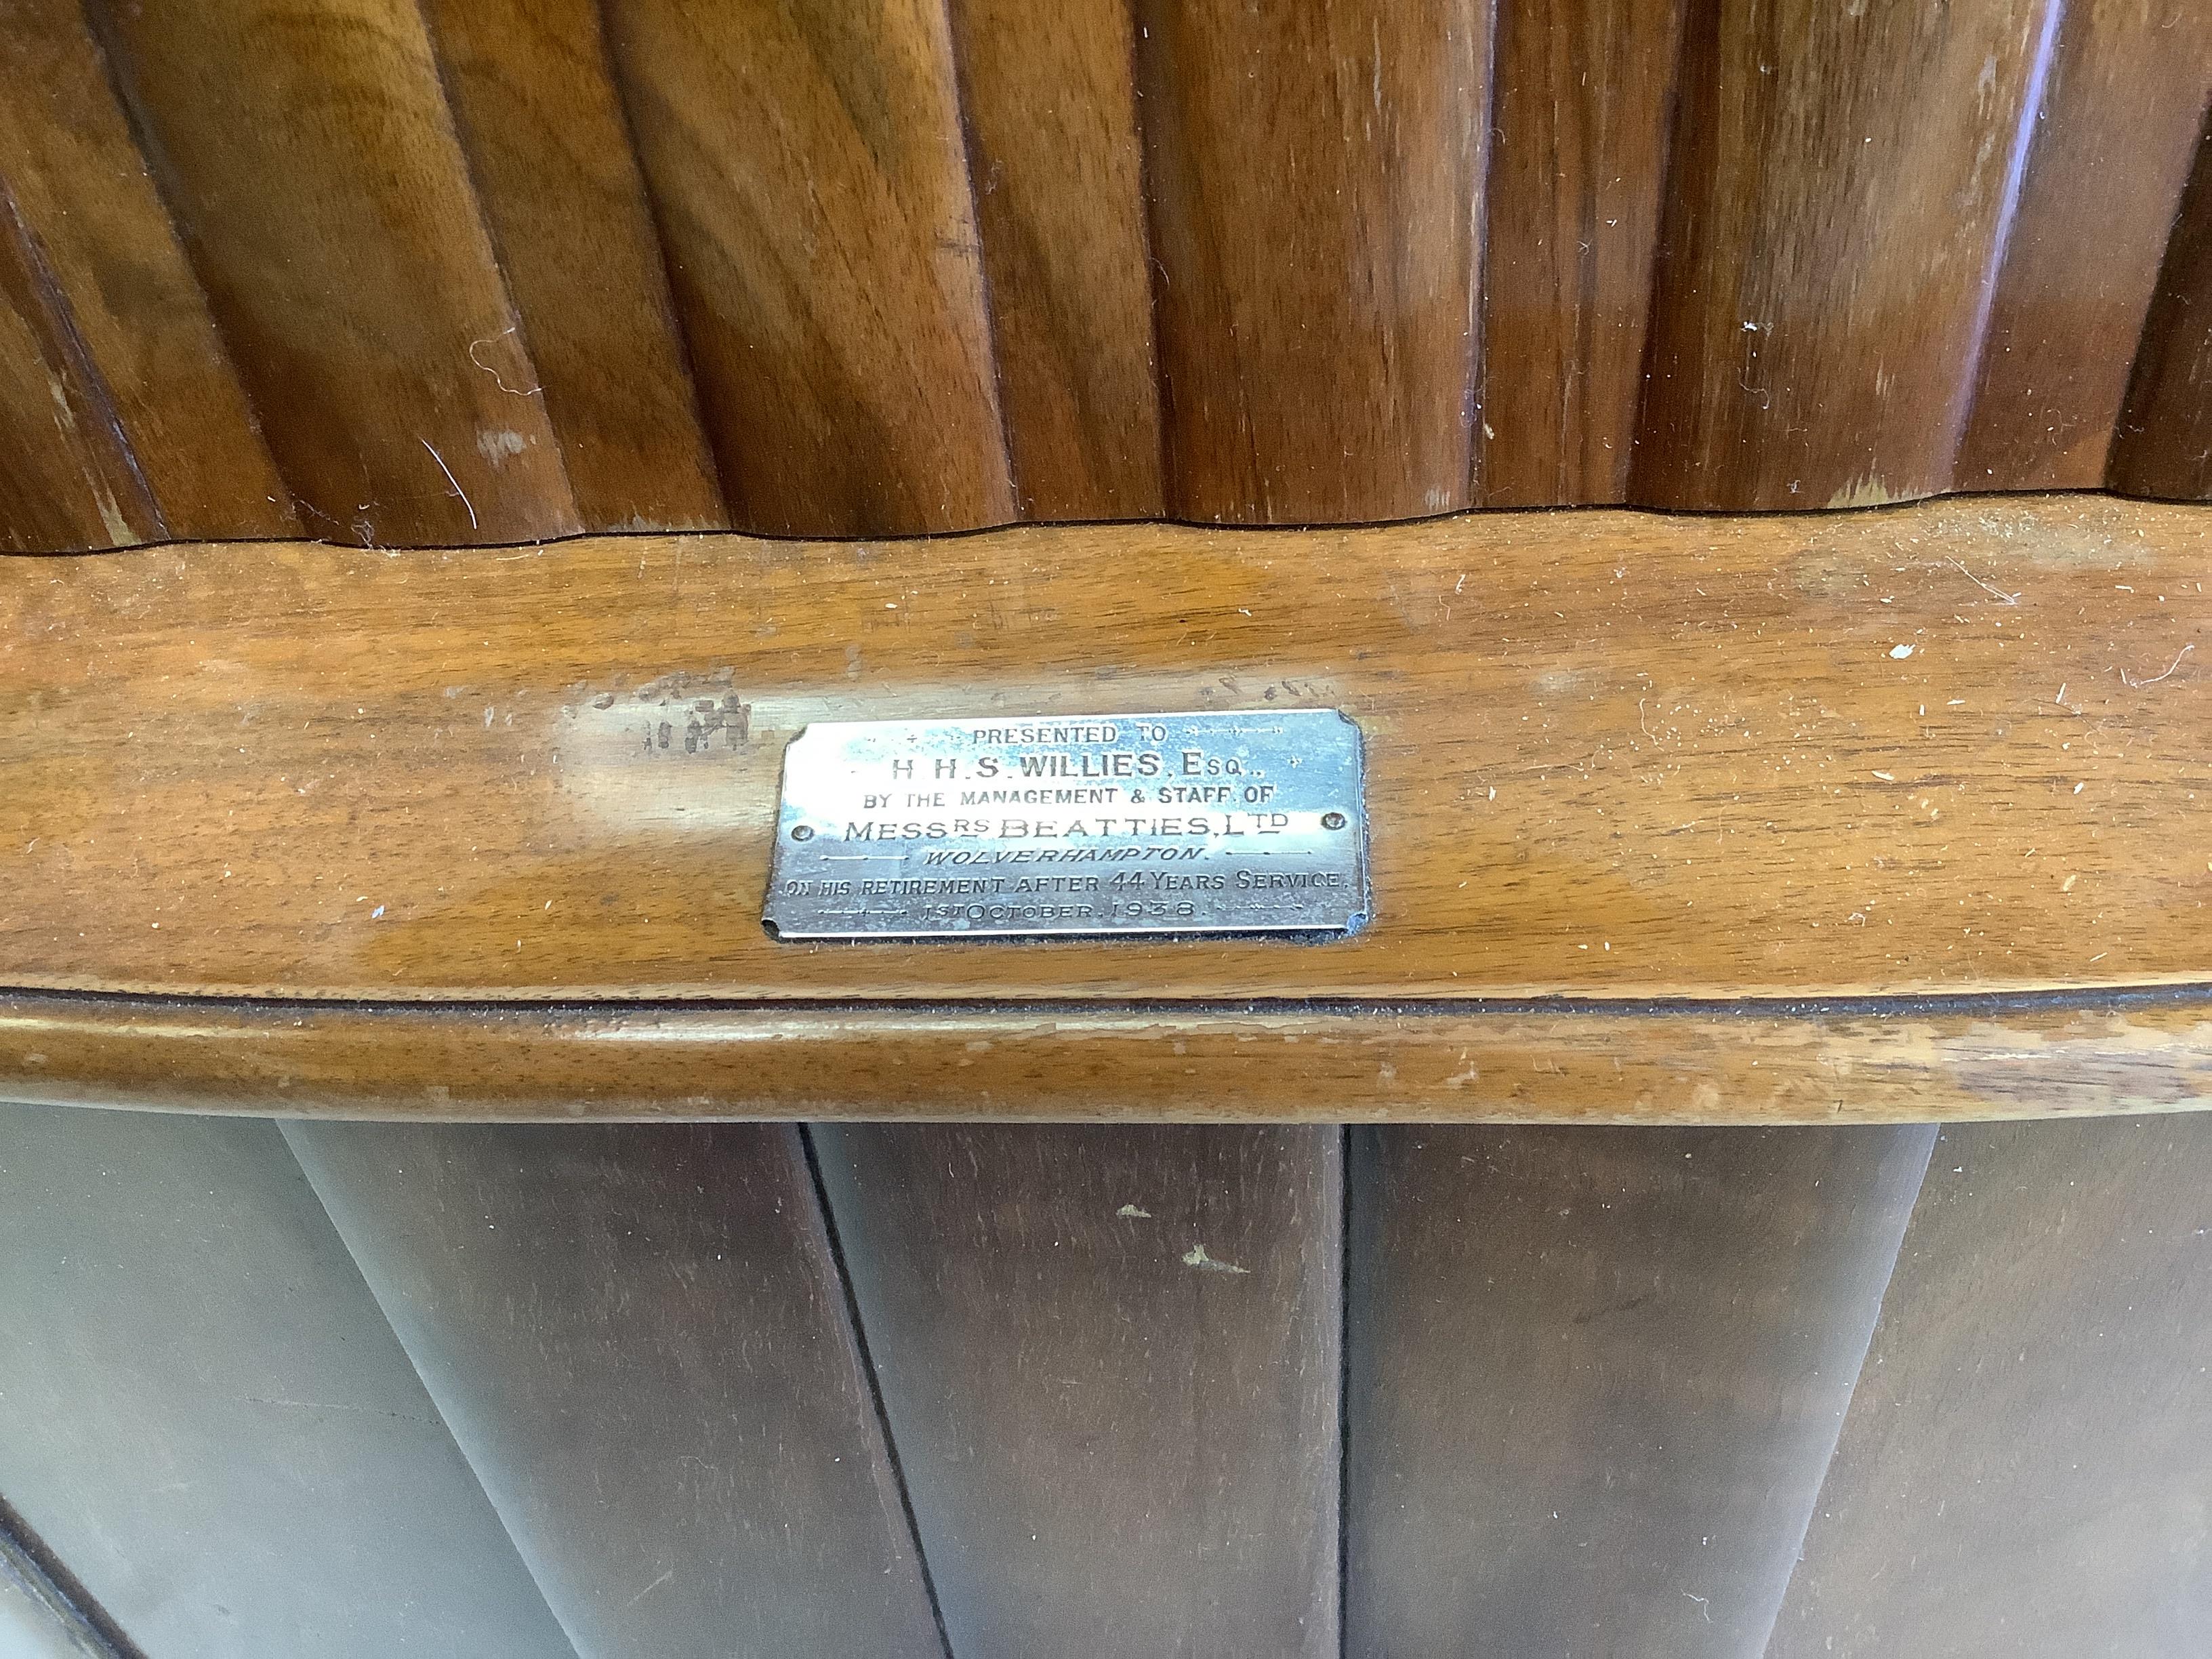 PRESENTED TO
H. H. S. WILLIES, ESQ.,
BY THE MANAGEMENT & STAFF OF
MESSRS BEATTIES, LTD
WOLVERHAMPTON.
ON HIS RETIREMENT AFTER 44 YEARS SERVICE,
1ST OCTOBER. 1938.